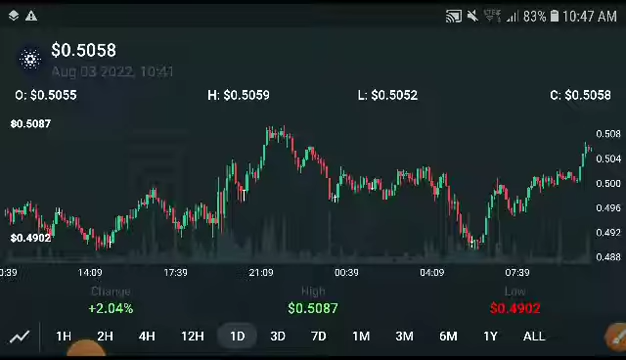 83% 10:47 AM
$0.5058
Aug 03 2022, 10:41
O: $0.5055 H: $0.5059 L: $0.5052 C: $0.5058
$0.5087
0.508
0.504
0.500
0.496
0.492
$0.4902
0.488
0:39 14:09 17:39 21:09 00:39 04:09 07:39
Change High Low
+2.04% $0.5087 $0.4902
1H 2H 4H 12H 1D 3D 7D 1M 3M 6M 1Y ALL